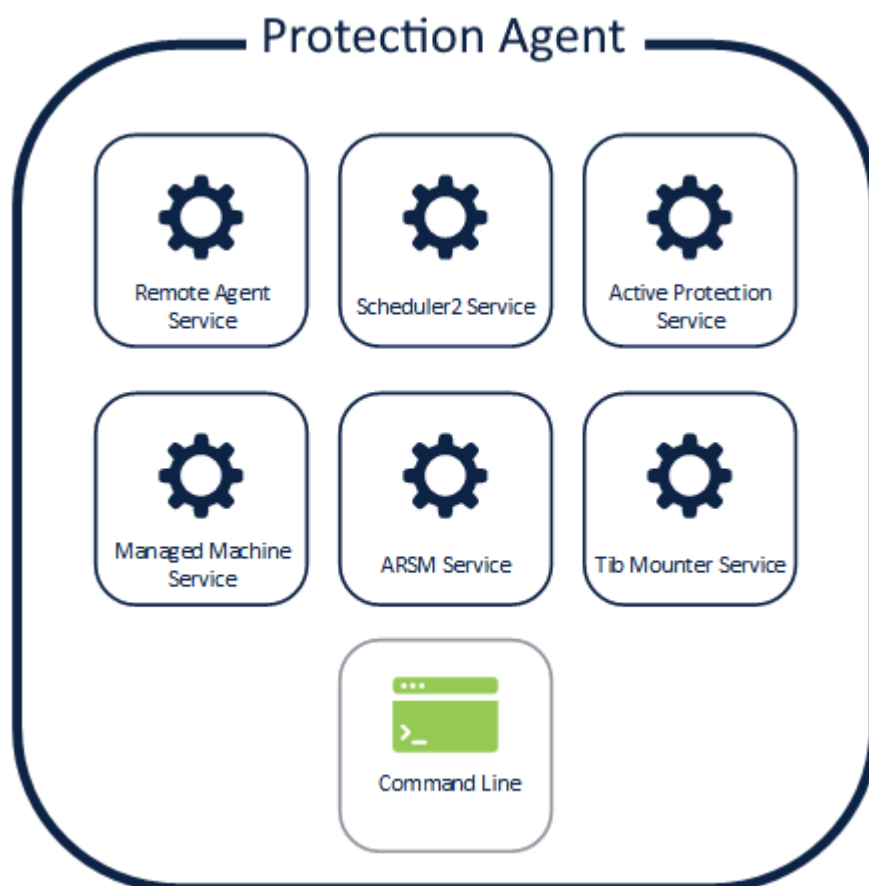 Protection Agent
Remote Agent
Service
Scheduler2 Service
Active Protection
Service
Managed Machine
Service
ARSM Service
Tib Mounter Service
>_
Command Line